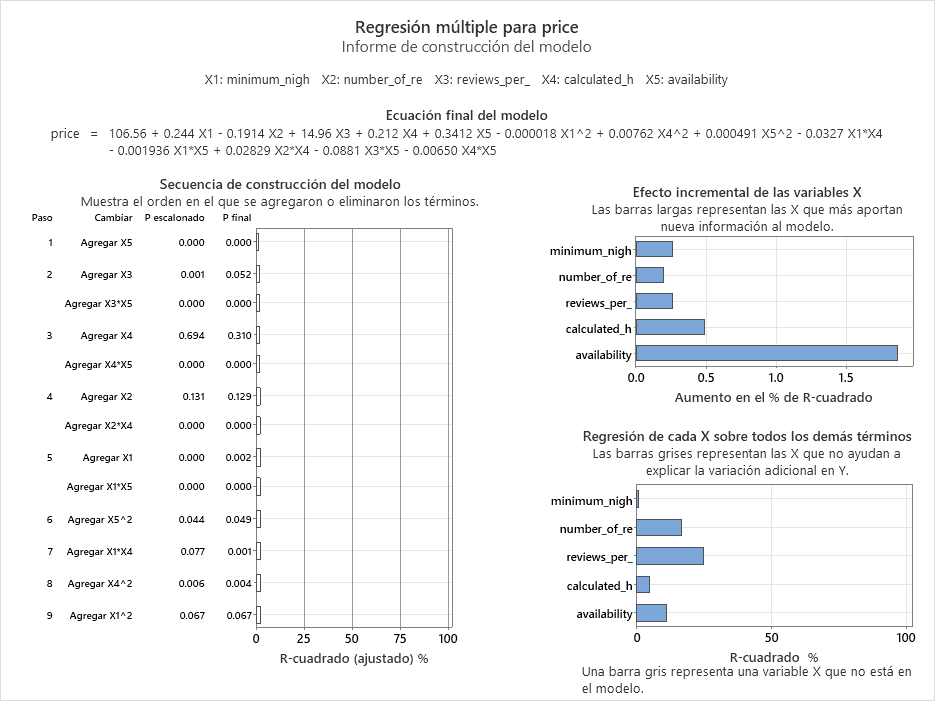 Regresión múltiple para price
Informe de construcción del modelo
X1: minimum_nigh X2: number_of_re X3: reviews_per_ X4: calculated_h X5: availability
Ecuación final del modelo
price = 106.56 + 0.244 X1 - 0.1914 X2 + 14.96 X3 + 0.212 X4 + 0.3412 X5 - 0.000018 X1^2 + 0.00762 X4^2 + 0.000491 X5^2 - 0.0327 X1*X4
- 0.001936 X1*X5 + 0.02829 X2*X4 - 0.0881 X3*X5 - 0.00650 X4*X5
Secuencia de construcción del modelo
Muestra el orden en el que se agregaron o eliminaron los términos.
Paso Cambiar P escalonado P final
1 Agregar X5 0.000 0.000
2 Agregar X3 0.001 0.052
Agregar X3*X5 0.000 0.000
3 Agregar X4 0.694 0.310
Agregar X4*X5 0.000 0.000
4 Agregar X2 0.131 0.129
Agregar X2*X4 0.000 0.000
5 Agregar X1 0.000 0.002
Agregar X1*X5 0.000 0.000
6 Agregar X5^2 0.044 0.049
7 Agregar X1*X4 0.077 0.001
8 Agregar X4^2 0.006 0.004
9 Agregar X1^2 0.067 0.067
0 25 50 75 100
R-cuadrado (ajustado) %
Efecto incremental de las variables X
Las barras largas representan las X que más aportan
nueva información al modelo.
minimum_nigh
number_of_re
reviews_per_
calculated_h
availability
0.0 0.5 1.0 1.5
Aumento en el % de R-cuadrado
Regresión de cada X sobre todos los demás términos
Las barras grises representan las X que no ayudan a
explicar la variación adicional en Y.
minimum_nigh
number_of_re
reviews_per_
calculated_h
availability
0 50 100
R-cuadrado %
Una barra gris representa una variable X que no está en
el modelo.